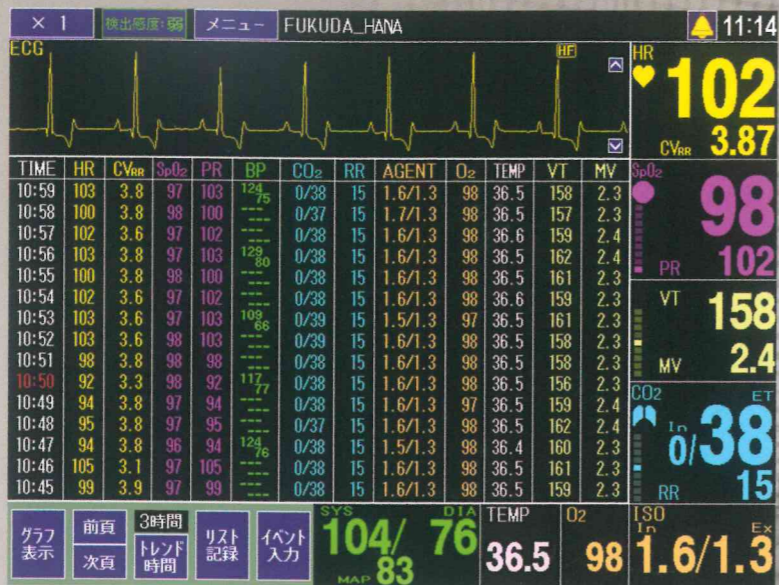 × 1 検出感度:弱 メニュー FUKUDA_HANA 11:14
ECG HF
HR
102
CVRR 3.87
TIME HR CVRR SpO2 PR BP CO2 RR AGENT O2 TEMP VT MV
10:59 103 3.8 97 103 124/75 0/38 15 1.6/1.3 98 36.5 158 2.3
10:58 100 3.8 98 100 --- 0/37 15 1.7/1.3 98 36.5 157 2.3
10:57 102 3.6 97 102 --- 0/38 15 1.6/1.3 98 36.6 159 2.4
10:56 103 3.8 97 103 129/80 0/38 15 1.6/1.3 98 36.5 162 2.4
10:55 100 3.8 98 100 --- 0/38 15 1.6/1.3 98 36.5 161 2.3
10:54 102 3.6 97 102 --- 0/38 15 1.6/1.3 98 36.6 159 2.3
10:53 103 3.6 97 103 109/66 0/39 15 1.5/1.3 97 36.5 161 2.3
10:52 103 3.6 98 103 --- 0/39 15 1.6/1.3 98 36.5 158 2.3
10:51 98 3.8 98 98 --- 0/38 15 1.6/1.3 98 36.5 158 2.3
10:50 92 3.3 98 92 117/77 0/38 15 1.6/1.3 98 36.5 156 2.3
10:49 94 3.8 97 94 --- 0/38 15 1.6/1.3 97 36.5 159 2.4
10:48 95 3.8 97 95 --- 0/37 15 1.6/1.3 98 36.5 162 2.4
10:47 94 3.8 96 94 124/76 0/38 15 1.5/1.3 98 36.4 160 2.3
10:46 105 3.1 97 105 --- 0/38 15 1.6/1.3 98 36.5 161 2.3
10:45 99 3.9 97 99 --- 0/38 15 1.6/1.3 98 36.5 159 2.3
SpO2
98
PR 102
VT 158
MV 2.4
CO2 ET
In
0/38
RR 15
グラフ
表示
前頁
次頁
3時間
トレンド
時間
リスト
記録
イベント
入力
SYS DIA
104/ 76
MAP 83
TEMP
36.5
O2
98
ISO
In Ex
1.6/1.3